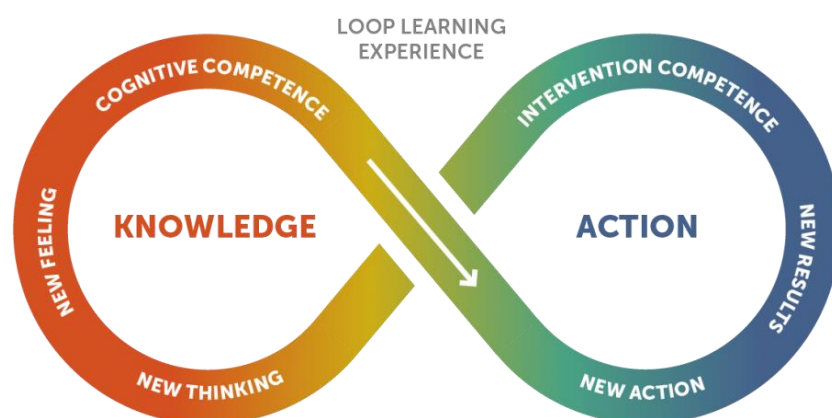 LOOP LEARNING
EXPERIENCE
COGNITIVE COMPETENCE
INTERVENTION COMPETENCE
NEW FEELING
KNOWLEDGE
ACTION
NEW RESULTS
NEW THINKING
NEW ACTION